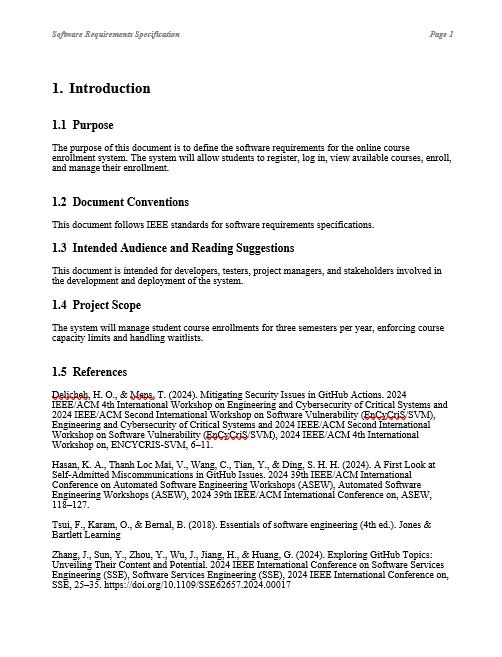 Software Requirements Specification Page 1
1. Introduction
1.1 Purpose
The purpose of this document is to define the software requirements for the online course
enrollment system. The system will allow students to register, log in, view available courses, enroll,
and manage their enrollment.
1.2 Document Conventions
This document follows IEEE standards for software requirements specifications.
1.3 Intended Audience and Reading Suggestions
This document is intended for developers, testers, project managers, and stakeholders involved in
the development and deployment of the system.
1.4 Project Scope
The system will manage student course enrollments for three semesters per year, enforcing course
capacity limits and handling waitlists.
1.5 References
Delicheh, H. O., & Mens, T. (2024). Mitigating Security Issues in GitHub Actions. 2024
IEEE/ACM 4th International Workshop on Engineering and Cybersecurity of Critical Systems and
2024 IEEE/ACM Second International Workshop on Software Vulnerability (EnCyCriS/SVM),
Engineering and Cybersecurity of Critical Systems and 2024 IEEE/ACM Second International
Workshop on Software Vulnerability (EnCyCriS/SVM), 2024 IEEE/ACM 4th International
Workshop on, ENCYCRIS-SVM, 6–11.
Hasan, K. A., Thanh Loc Mai, V., Wang, C., Tian, Y., & Ding, S. H. H. (2024). A First Look at
Self-Admitted Miscommunications in GitHub Issues. 2024 39th IEEE/ACM International
Conference on Automated Software Engineering Workshops (ASEW), Automated Software
Engineering Workshops (ASEW), 2024 39th IEEE/ACM International Conference on, ASEW,
118–127.
Tsui, F., Karam, O., & Bernal, B. (2018). Essentials of software engineering (4th ed.). Jones &
Bartlett Learning
Zhang, J., Sun, Y., Zhou, Y., Wu, J., Jiang, H., & Huang, G. (2024). Exploring GitHub Topics:
Unveiling Their Content and Potential. 2024 IEEE International Conference on Software Services
Engineering (SSE), Software Services Engineering (SSE), 2024 IEEE International Conference on,
SSE, 25–35. https://doi.org/10.1109/SSE62657.2024.00017